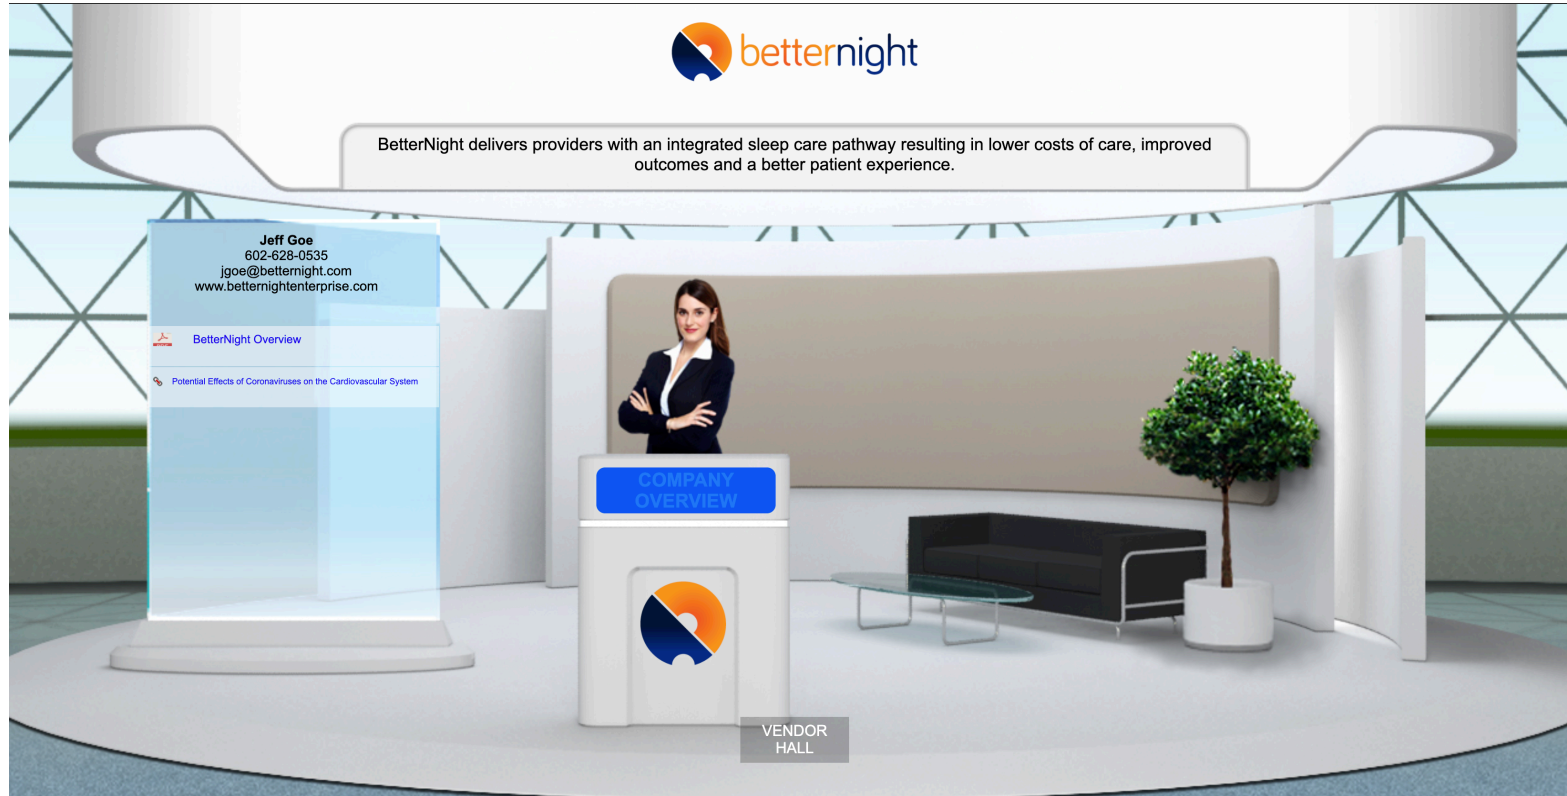 betternight
BetterNight delivers providers with an integrated sleep care pathway resulting in lower costs of care, improved
outcomes and a better patient experience.
Jeff Goe
602-628-0535
jgoe@betternight.com
www.betternightenterprise.com
BetterNight Overview
Potential Effects of Coronaviruses on the Cardiovascular System
COMPANY
OVERVIEW
VENDOR
HALL